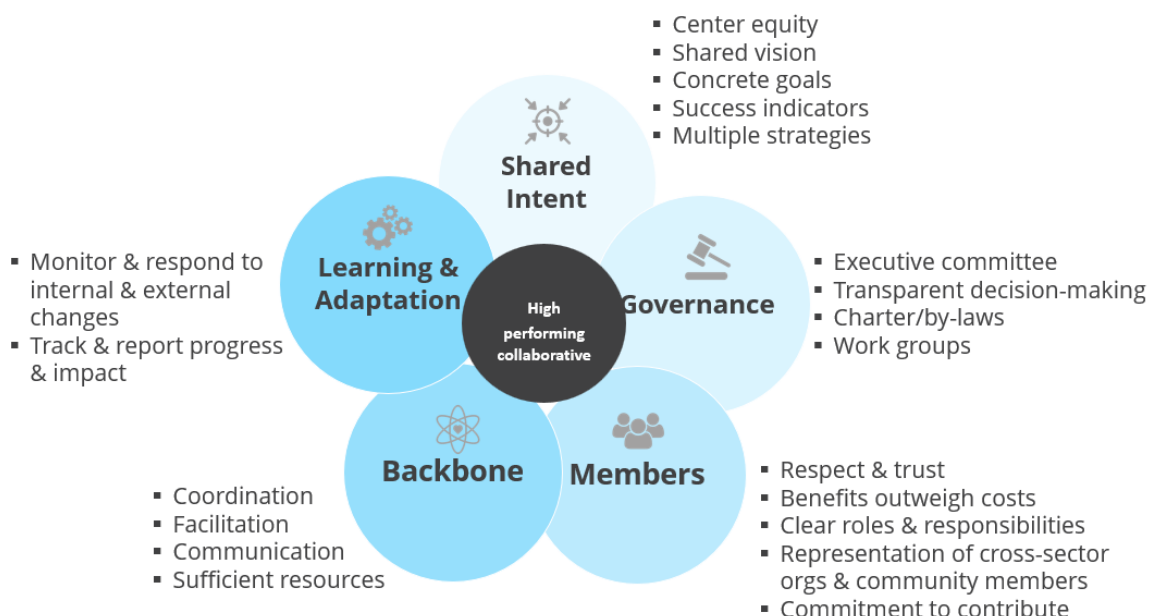 ▪ Center equity
▪ Shared vision
▪ Concrete goals
▪ Success indicators
▪ Multiple strategies
Shared
Intent
Learning &
Adaptation
▪ Monitor & respond to
internal & external
changes
▪ Track & report progress
& impact
High
performing
collaborative
Governance
▪ Executive committee
▪ Transparent decision-making
▪ Charter/by-laws
▪ Work groups
Backbone
▪ Coordination
▪ Facilitation
▪ Communication
▪ Sufficient resources
Members
▪ Respect & trust
▪ Benefits outweigh costs
▪ Clear roles & responsibilities
▪ Representation of cross-sector
orgs & community members
▪ Commitment to contribute